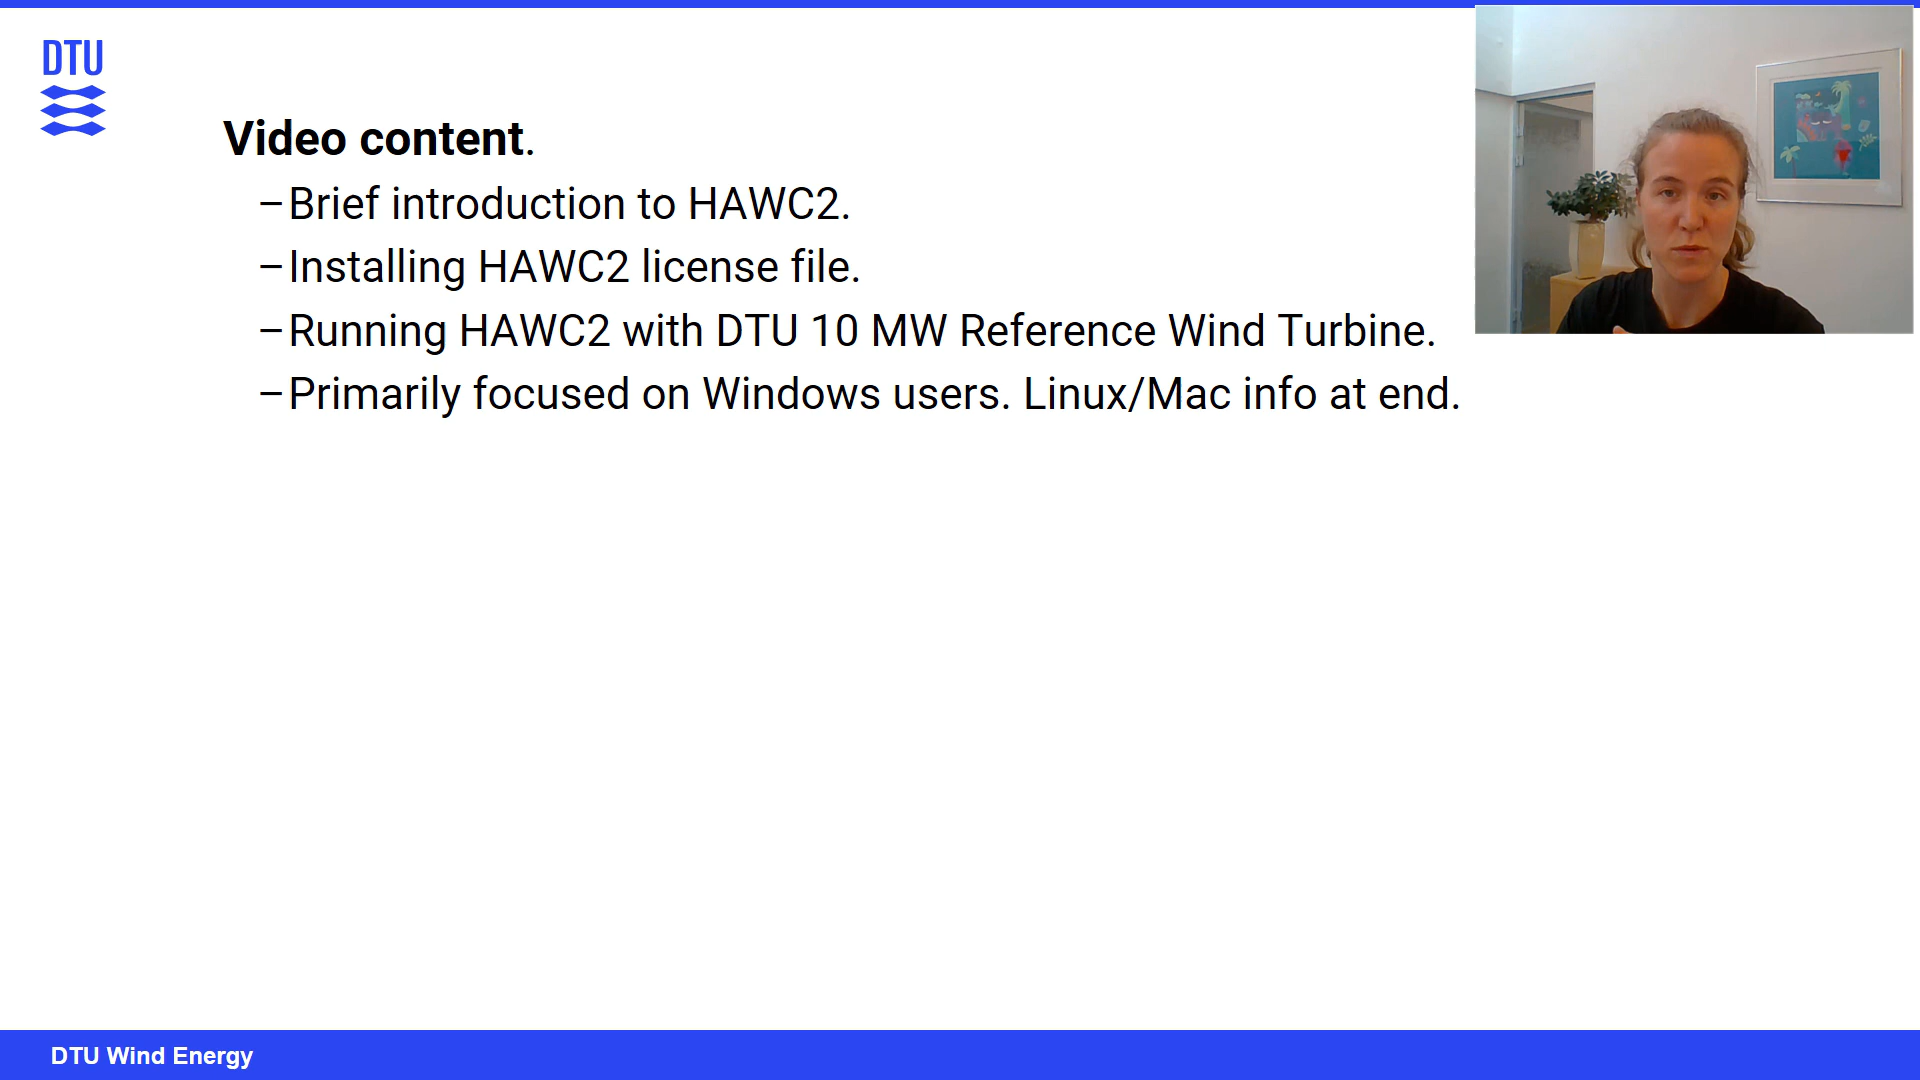 DTU
Video content.
–Brief introduction to HAWC2.
–Installing HAWC2 license file.
–Running HAWC2 with DTU 10 MW Reference Wind Turbine.
–Primarily focused on Windows users. Linux/Mac info at end.
DTU Wind Energy